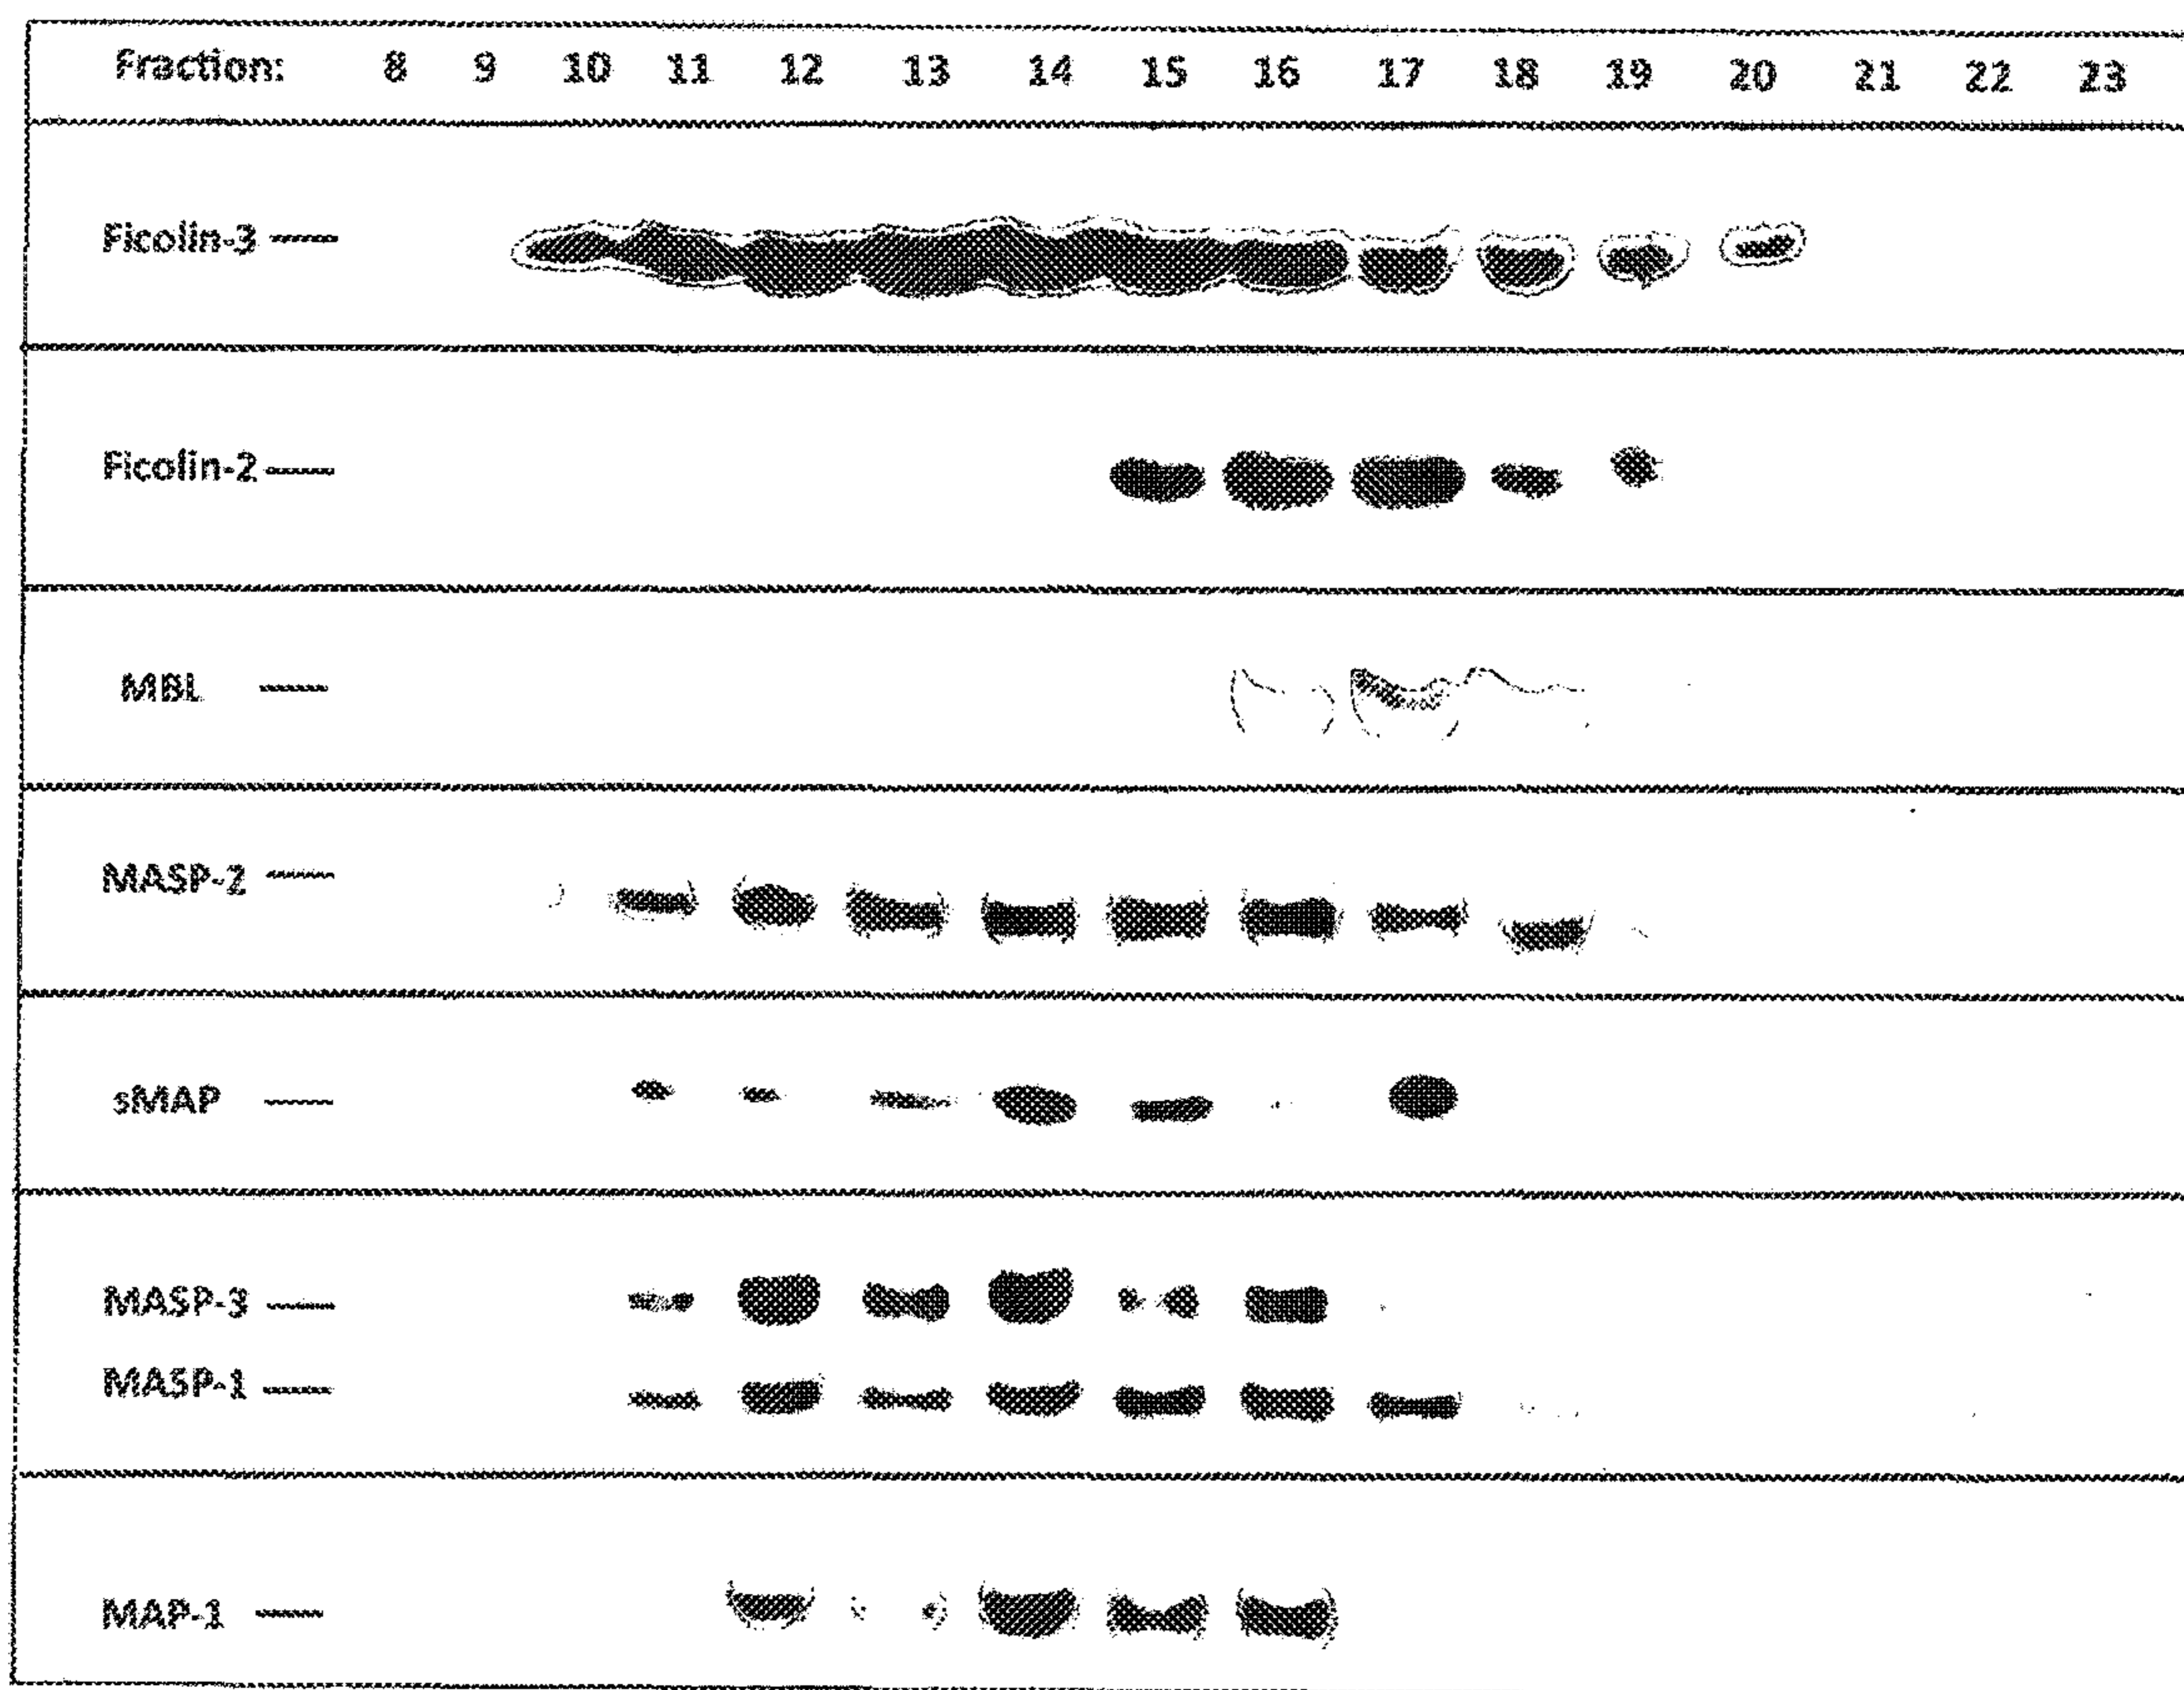 Fraction: 8 9 10 11 12 13 14 15 16 17 18 19 20 21 22 23
Ficolin-3
Ficolin-2
MBL
MASP-2
sMAP
MASP-3
MASP-1
MAP-1